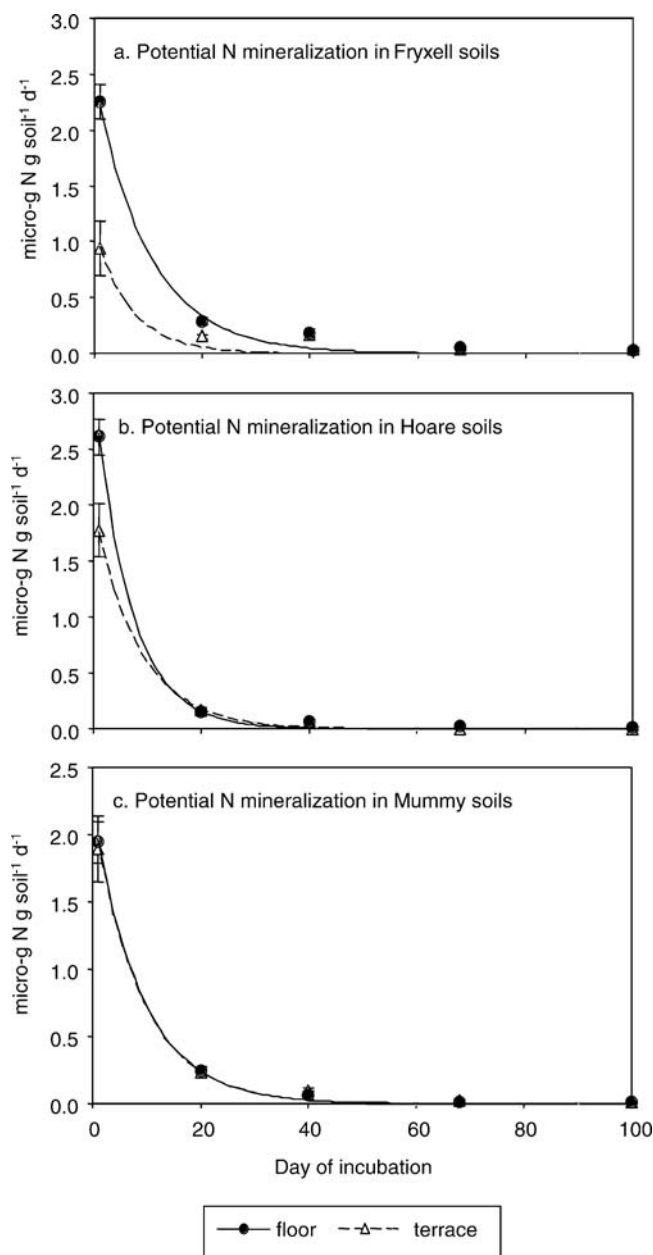 3.0
a. Potential N mineralization in Fryxell soils
2.5
2.0
1.5
1.0
0.5
0.0
micro-g N g soil⁻¹ d⁻¹
3.0
b. Potential N mineralization in Hoare soils
2.5
2.0
1.5
1.0
0.5
0.0
micro-g N g soil⁻¹ d⁻¹
2.5
c. Potential N mineralization in Mummy soils
2.0
1.5
1.0
0.5
0.0
micro-g N g soil⁻¹ d⁻¹
0 20 40 60 80 100
Day of incubation
floor terrace